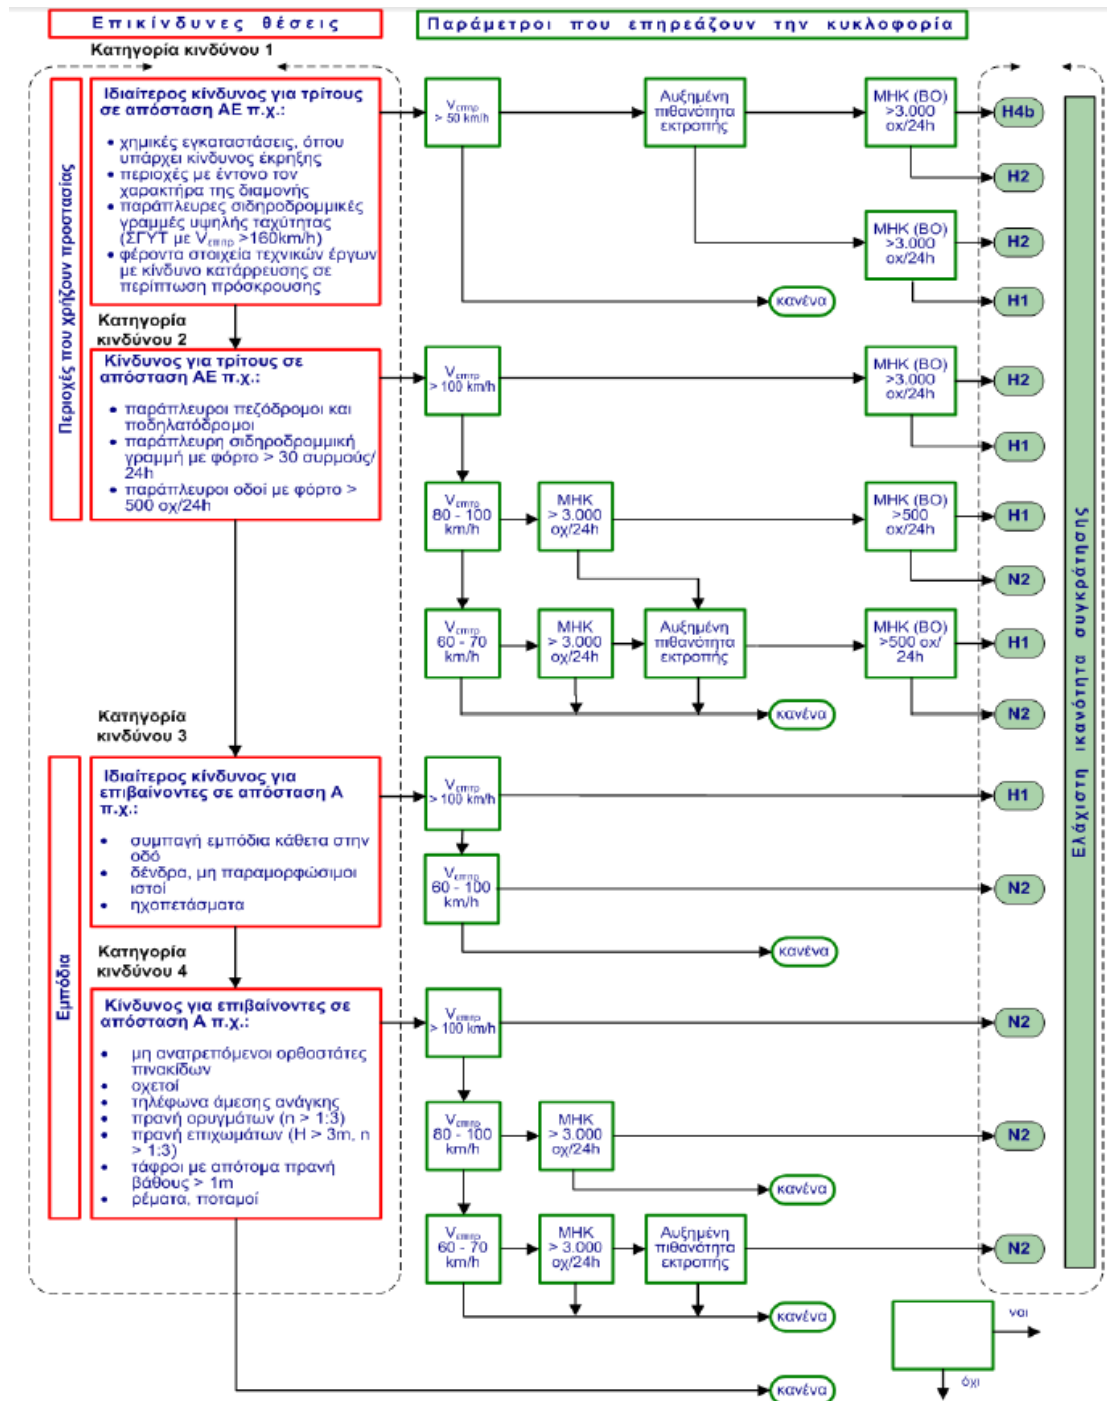 Επικίνδυνες θέσεις
Παράμετροι που επηρεάζουν την κυκλοφορία
Κατηγορία κινδύνου 1
Περιοχές που χρήζουν προστασίας
Ιδιαίτερος κίνδυνος για τρίτους
σε απόσταση ΑΕ π.χ.:
• χημικές εγκαταστάσεις, όπου
υπάρχει κίνδυνος έκρηξης
• περιοχές με έντονο τον
χαρακτήρα της διαμονής
• παράπλευρες σιδηροδρομμικές
γραμμές υψηλής ταχύτητας
(ΣΓΥΤ με Vεπιτρ >160km/h)
• φέροντα στοιχεία τεχνικών έργων
με κίνδυνο κατάρρευσης σε
περίπτωση πρόσκρουσης
Vεπιτρ
> 50 km/h
Αυξημένη
πιθανότητα
εκτροπής
ΜΗΚ (ΒΟ)
>3.000
οχ/24h
H4b
H2
ΜΗΚ (ΒΟ)
>3.000
οχ/24h
H2
κανένα
H1
Κατηγορία
κινδύνου 2
Κίνδυνος για τρίτους σε
απόσταση ΑΕ π.χ.:
• παράπλευροι πεζόδρομοι και
ποδηλατόδρομοι
• παράπλευρη σιδηροδρομμική
γραμμή με φόρτο > 30 συρμούς/
24h
• παράπλευροι οδοί με φόρτο >
500 οχ/24h
Vεπιτρ
> 100 km/h
ΜΗΚ (ΒΟ)
>3.000
οχ/24h
H2
H1
Vεπιτρ
80 - 100
km/h
ΜΗΚ
> 3.000
οχ/24h
ΜΗΚ (ΒΟ)
>500
οχ/24h
H1
N2
Vεπιτρ
60 - 70
km/h
ΜΗΚ
> 3.000
οχ/24h
Αυξημένη
πιθανότητα
εκτροπής
ΜΗΚ (ΒΟ)
>500 οχ/
24h
H1
κανένα
N2
Ελάχιστη ικανότητα συγκράτησης
Κατηγορία
κινδύνου 3
Εμπόδια
Ιδιαίτερος κίνδυνος για
επιβαίνοντες σε απόσταση Α
π.χ.:
• συμπαγή εμπόδια κάθετα στην
οδό
• δένδρα, μη παραμορφώσιμοι
ιστοί
• ηχοπετάσματα
Vεπιτρ
> 100 km/h
H1
Vεπιτρ
60 - 100
km/h
N2
κανένα
Κατηγορία
κινδύνου 4
Κίνδυνος για επιβαίνοντες σε
απόσταση Α π.χ.:
• μη ανατρεπόμενοι ορθοστάτες
πινακίδων
• οχετοί
• τηλέφωνα άμεσης ανάγκης
• πρανή ορυγμάτων (n > 1:3)
• πρανή επιχωμάτων (H > 3m, n
> 1:3)
• τάφροι με απότομα πρανή
βάθους > 1m
• ρέματα, ποταμοί
Vεπιτρ
> 100 km/h
N2
Vεπιτρ
80 - 100
km/h
ΜΗΚ
> 3.000
οχ/24h
N2
κανένα
Vεπιτρ
60 - 70
km/h
ΜΗΚ
> 3.000
οχ/24h
Αυξημένη
πιθανότητα
εκτροπής
N2
κανένα
κανένα
ναι
όχι